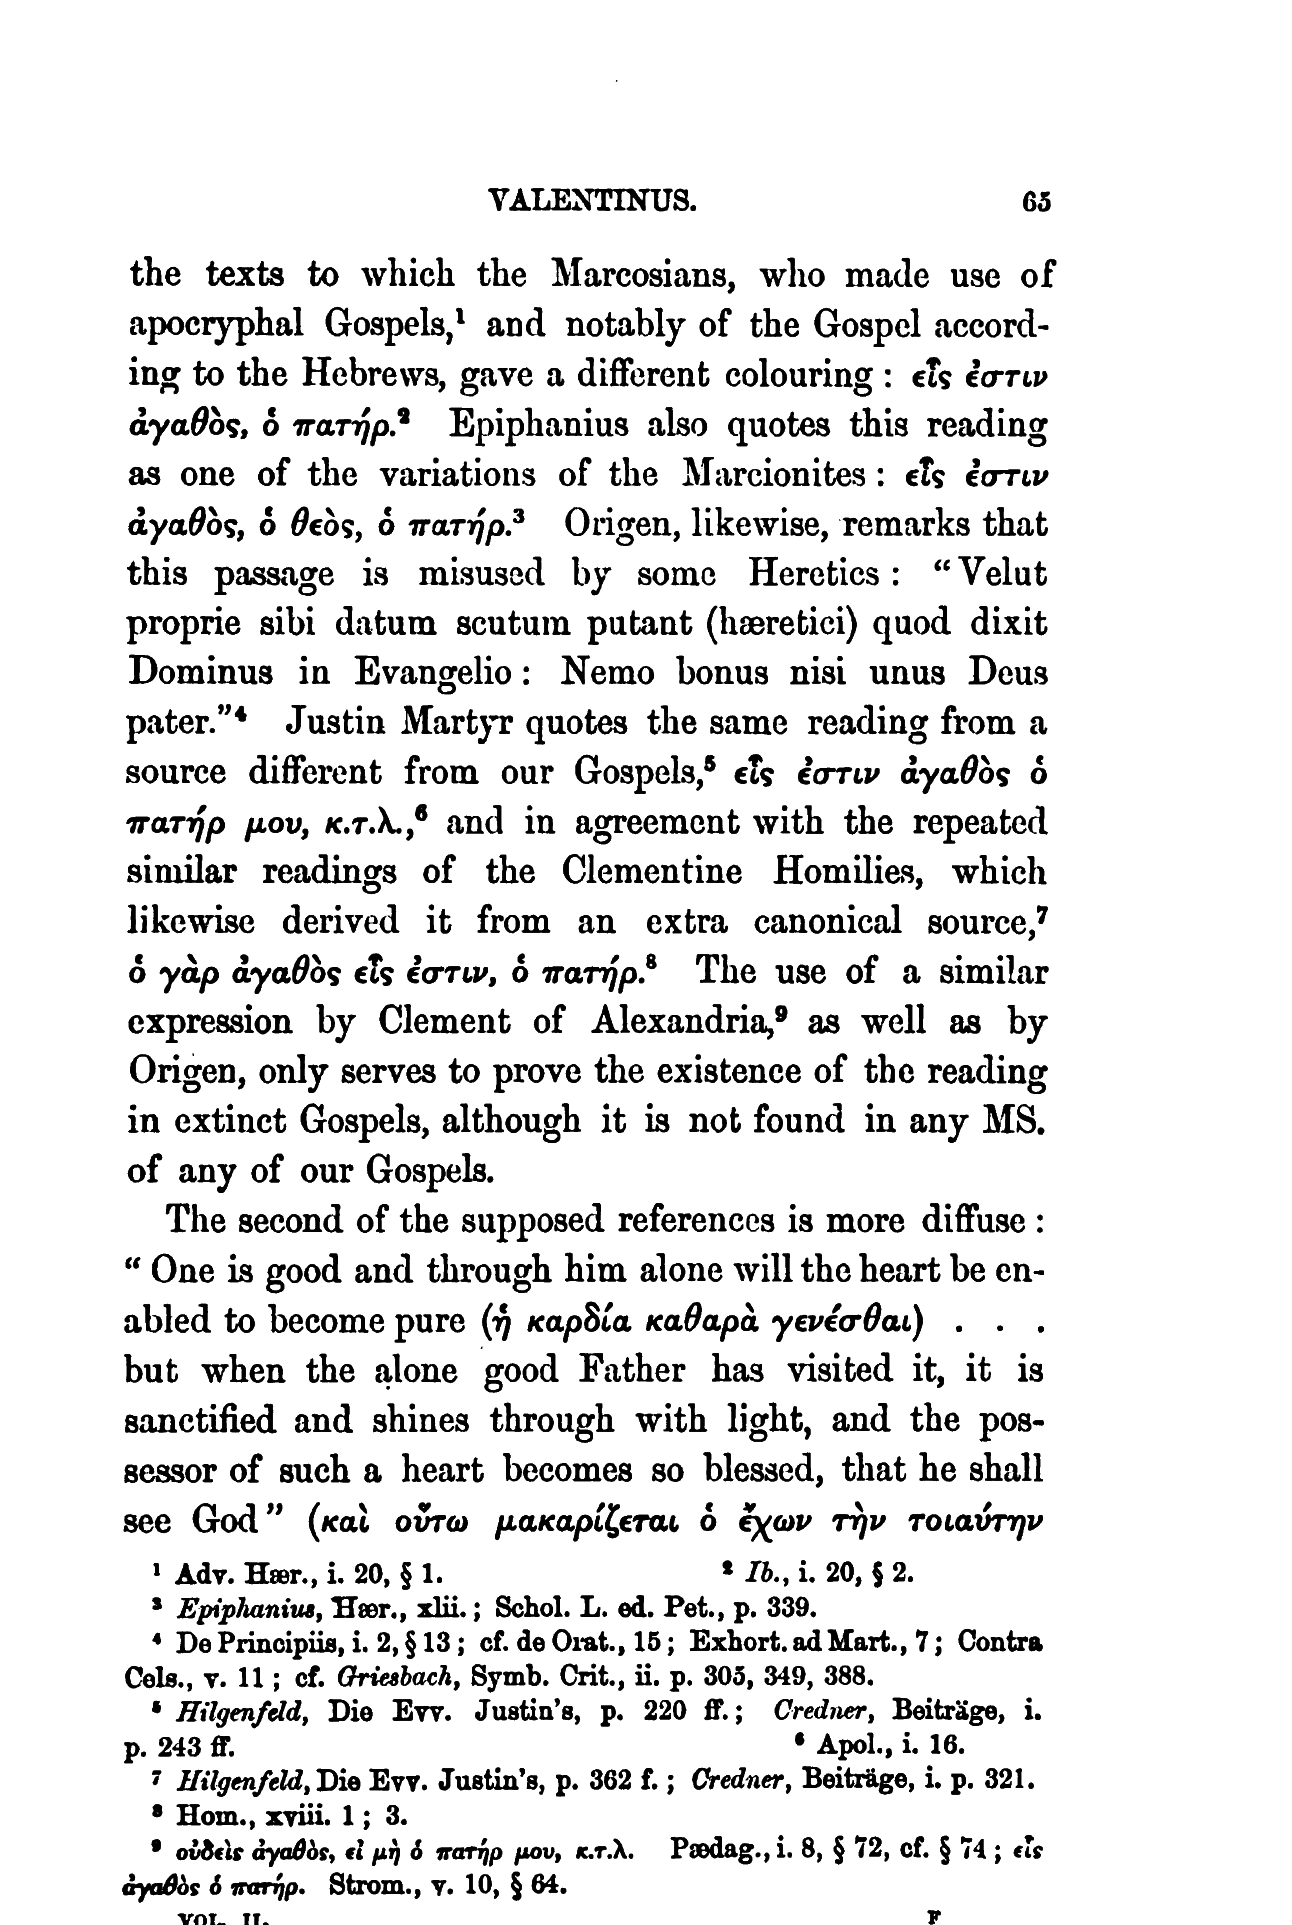 VALENTINUS. 65
the texts to which the Marcosians, who made use of
apocryphal Gospels,¹ and notably of the Gospel accord-
ing to the Hebrews, gave a different colouring : εἷς ἐστιν
ἀγαθὸς, ὁ πατήρ.² Epiphanius also quotes this reading
as one of the variations of the Marcionites : εἷς ἐστιν
ἀγαθὸς, ὁ θεὸς, ὁ πατήρ.³ Origen, likewise, remarks that
this passage is misused by some Heretics : “Velut
proprie sibi datum scutum putant (hæretici) quod dixit
Dominus in Evangelio : Nemo bonus nisi unus Deus
pater.”⁴ Justin Martyr quotes the same reading from a
source different from our Gospels,⁵ εἷς ἐστιν ἀγαθὸς ὁ
πατήρ μου, κ.τ.λ.,⁶ and in agreement with the repeated
similar readings of the Clementine Homilies, which
likewise derived it from an extra canonical source,⁷
ὁ γὰρ ἀγαθὸς εἷς ἐστιν, ὁ πατήρ.⁸ The use of a similar
expression by Clement of Alexandria,⁹ as well as by
Origen, only serves to prove the existence of the reading
in extinct Gospels, although it is not found in any MS.
of any of our Gospels.
The second of the supposed references is more diffuse :
“ One is good and through him alone will the heart be en-
abled to become pure (ἡ καρδία καθαρὰ γενέσθαι) . . .
but when the alone good Father has visited it, it is
sanctified and shines through with light, and the pos-
sessor of such a heart becomes so blessed, that he shall
see God” (καὶ οὕτω μακαρίζεται ὁ ἔχων τὴν τοιαύτην
¹ Adv. Hær., i. 20, § 1. ² Ib., i. 20, § 2.
³ Epiphanius, Hær., xlii. ; Schol. L. ed. Pet., p. 339.
⁴ De Principiis, i. 2, § 13 ; cf. de Orat., 15 ; Exhort. ad Mart., 7 ; Contra
Cels., v. 11 ; cf. Griesbach, Symb. Crit., ii. p. 305, 349, 388.
⁵ Hilgenfeld, Die Evv. Justin's, p. 220 ff. ; Credner, Beiträge, i.
p. 243 ff. ⁶ Apol., i. 16.
⁷ Hilgenfeld, Die Evv. Justin's, p. 362 f. ; Credner, Beiträge, i. p. 321.
⁸ Hom., xviii. 1 ; 3.
⁹ οὐδεὶς ἀγαθὸς, εἰ μὴ ὁ πατήρ μου, κ.τ.λ. Pædag., i. 8, § 72, cf. § 74 ; εἷς
ἀγαθὸς ὁ πατήρ. Strom., v. 10, § 64.
VOL. II. F